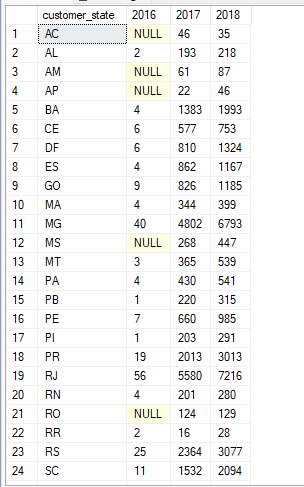 customer_state 2016 2017 2018
1 AC NULL 46 35
2 AL 2 193 218
3 AM NULL 61 87
4 AP NULL 22 46
5 BA 4 1383 1993
6 CE 6 577 753
7 DF 6 810 1324
8 ES 4 862 1167
9 GO 9 826 1185
10 MA 4 344 399
11 MG 40 4802 6793
12 MS NULL 268 447
13 MT 3 365 539
14 PA 4 430 541
15 PB 1 220 315
16 PE 7 660 985
17 PI 1 203 291
18 PR 19 2013 3013
19 RJ 56 5580 7216
20 RN 4 201 280
21 RO NULL 124 129
22 RR 2 16 28
23 RS 25 2364 3077
24 SC 11 1532 2094